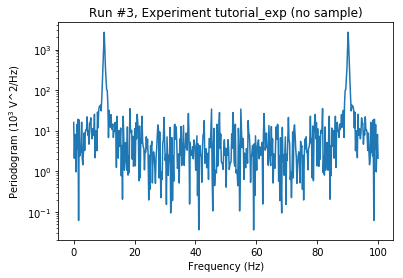 Run #3, Experiment tutorial_exp (no sample)
Periodogram (10³ V^2/Hz)
10³
10²
10¹
10⁰
10⁻¹
0 20 40 60 80 100
Frequency (Hz)